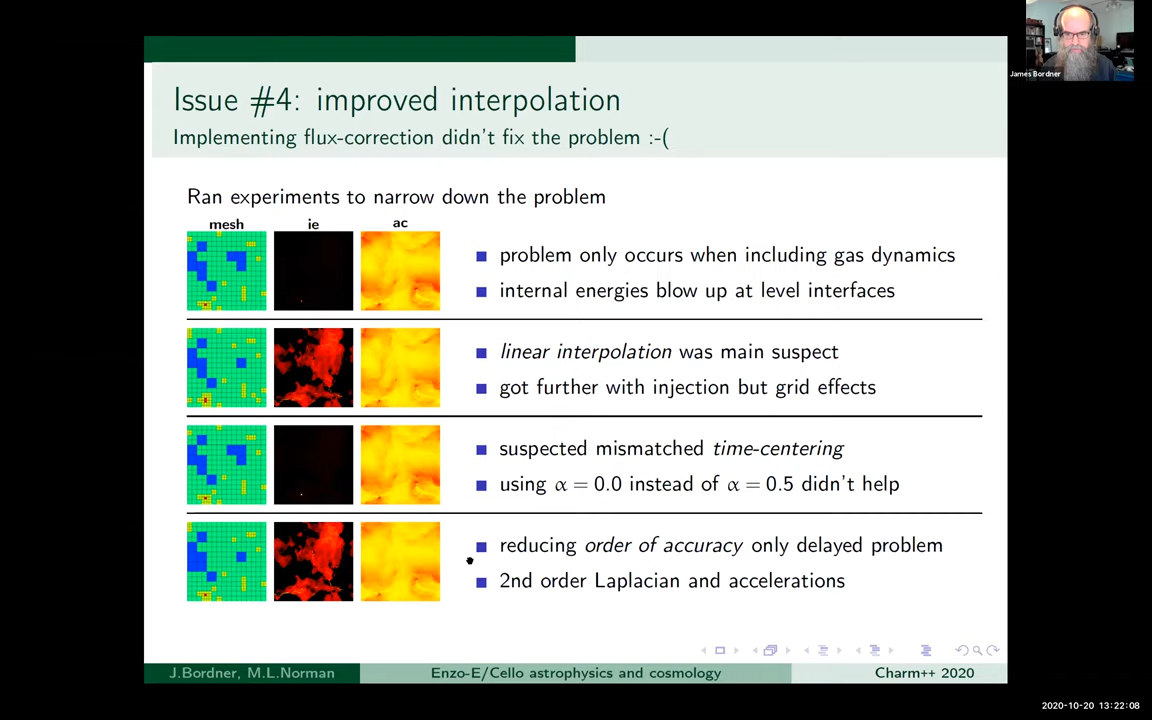 James Bordner
Issue #4: improved interpolation
Implementing flux-correction didn't fix the problem :-(
Ran experiments to narrow down the problem
mesh ie ac
problem only occurs when including gas dynamics
internal energies blow up at level interfaces
linear interpolation was main suspect
got further with injection but grid effects
suspected mismatched time-centering
using α = 0.0 instead of α = 0.5 didn't help
reducing order of accuracy only delayed problem
2nd order Laplacian and accelerations
J.Bordner, M.L.Norman Enzo-E/Cello astrophysics and cosmology Charm++ 2020
2020-10-20 13:22:08